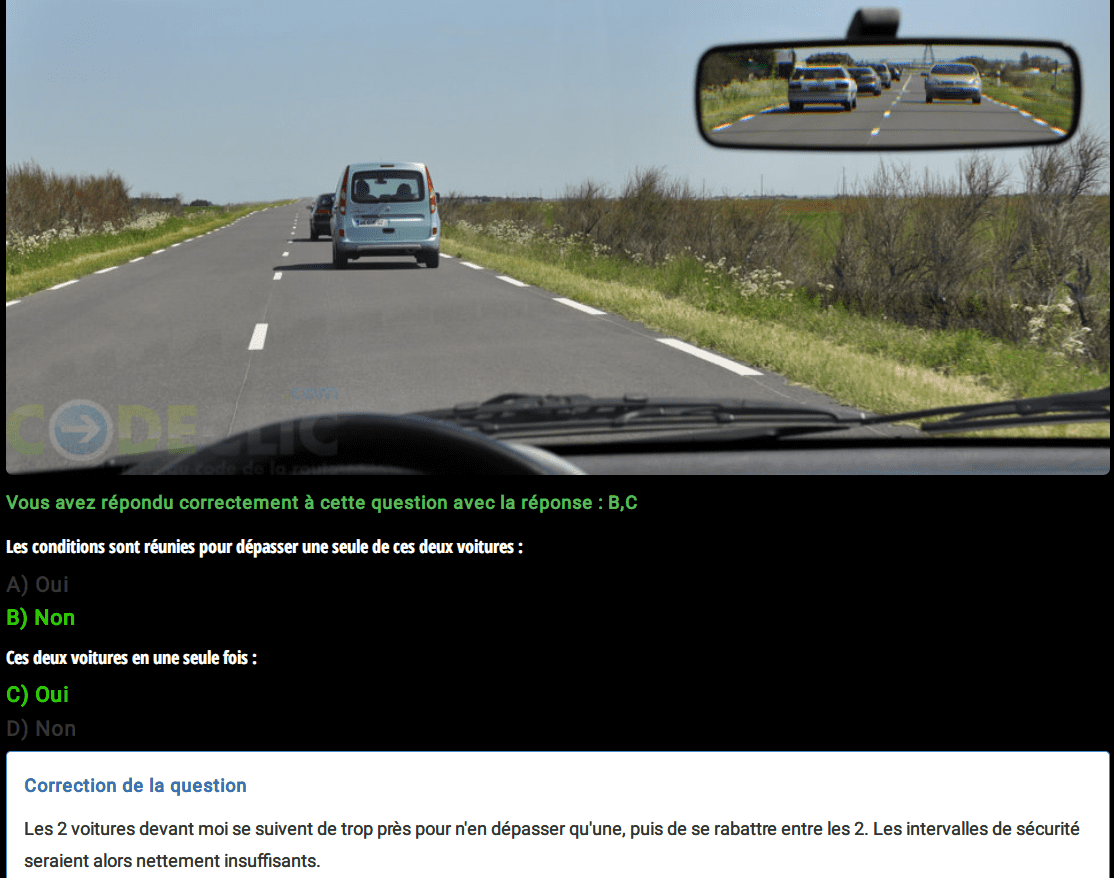 CODE CLIC
.com
du code de la route
Vous avez répondu correctement à cette question avec la réponse : B,C
Les conditions sont réunies pour dépasser une seule de ces deux voitures :
A) Oui
B) Non
Ces deux voitures en une seule fois :
C) Oui
D) Non
Correction de la question
Les 2 voitures devant moi se suivent de trop près pour n'en dépasser qu'une, puis de se rabattre entre les 2. Les intervalles de sécurité
seraient alors nettement insuffisants.